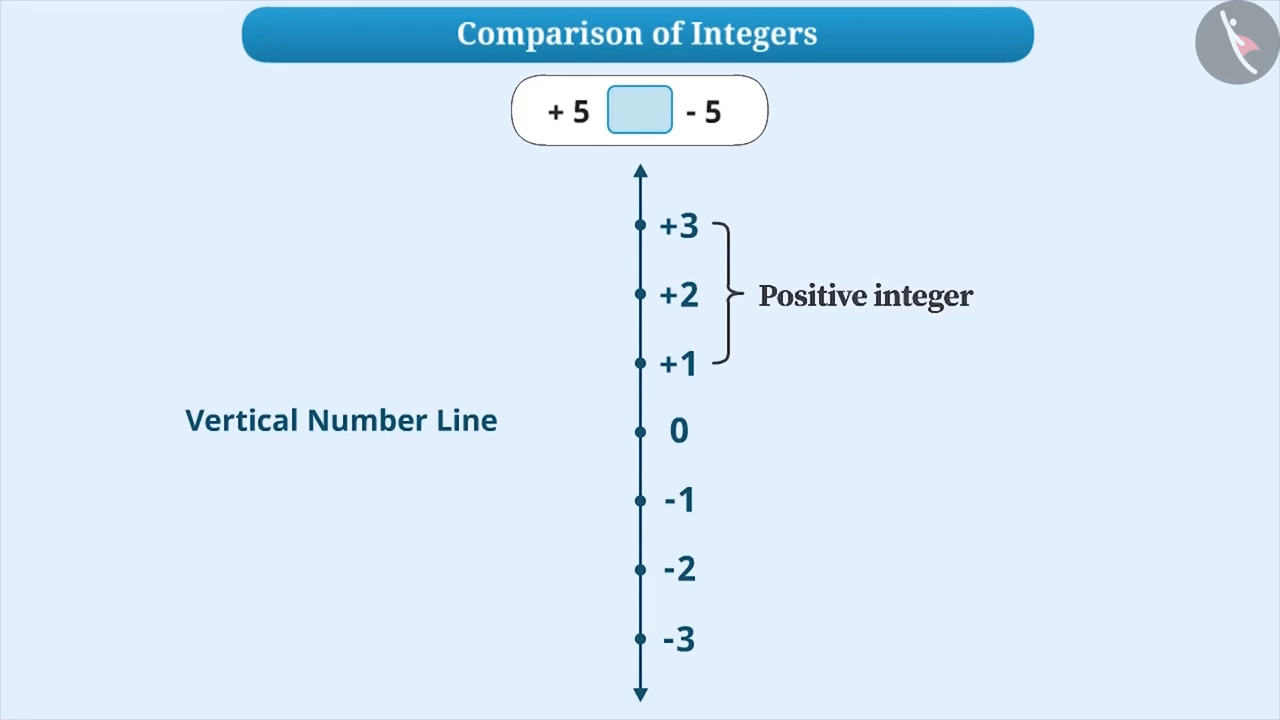 Comparison of Integers
+ 5 - 5
+3
+2
Positive integer
+1
Vertical Number Line
0
-1
-2
-3